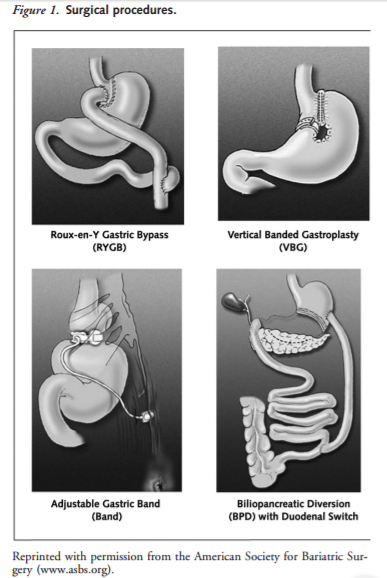 Figure 1. Surgical procedures.
Roux-en-Y Gastric Bypass
(RYGB)
Vertical Banded Gastroplasty
(VBG)
Adjustable Gastric Band
(Band)
Biliopancreatic Diversion
(BPD) with Duodenal Switch
Reprinted with permission from the American Society for Bariatric Sur-
gery (www.asbs.org).